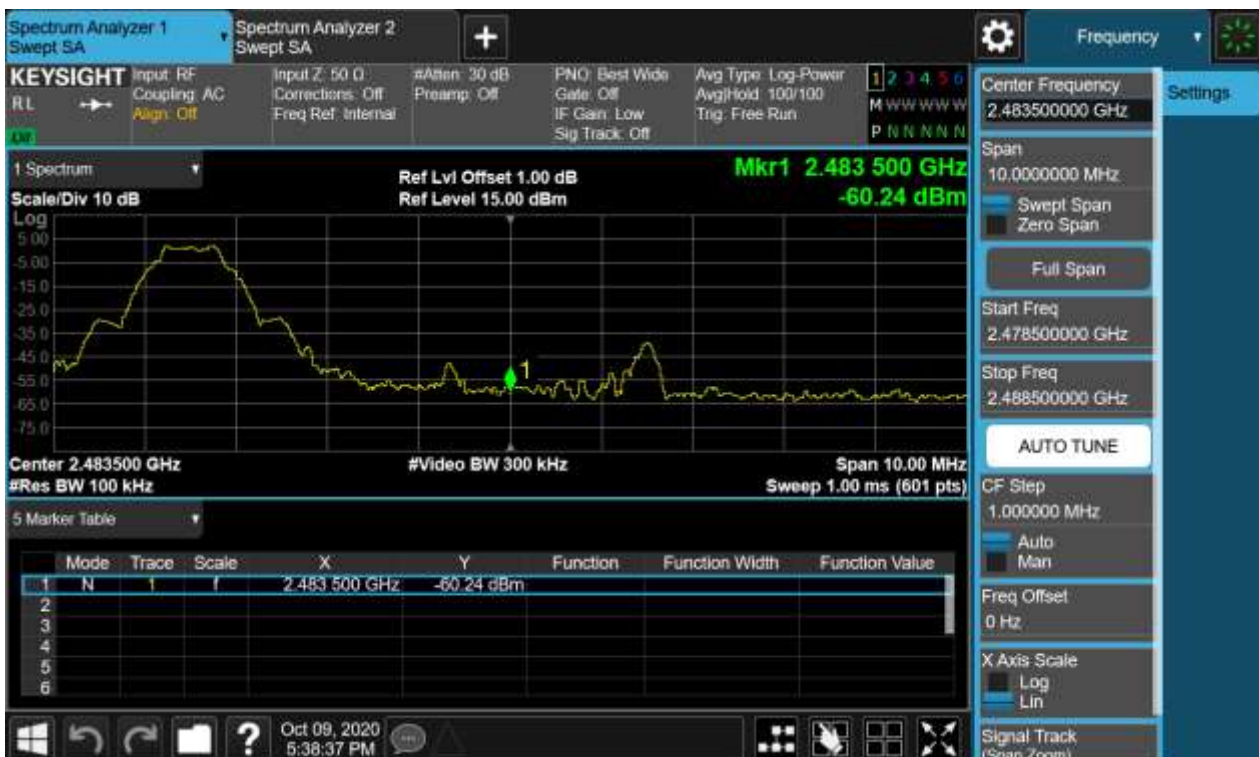 Spectrum Analyzer 1
Swept SA
Spectrum Analyzer 2
Swept SA
+
Frequency
KEYSIGHT
RL
Input: RF
Coupling: AC
Align: Off
Input Z: 50 Ω
Corrections: Off
Freq Ref: Internal
#Atten: 30 dB
Preamp: Off
PNO: Best Wide
Gate: Off
IF Gain: Low
Sig Track: Off
Avg Type: Log-Power
Avg|Hold: 100/100
Trig: Free Run
1 2 3 4 5 6
M W W W W W
P N N N N N
1 Spectrum
Scale/Div 10 dB
Ref Lvl Offset 1.00 dB
Ref Level 15.00 dBm
Mkr1 2.483 500 GHz
-60.24 dBm
Log
5.00
-5.00
-15.0
-25.0
-35.0
-45.0
-55.0
-65.0
-75.0
1
Center 2.483500 GHz
#Res BW 100 kHz
#Video BW 300 kHz
Span 10.00 MHz
Sweep 1.00 ms (601 pts)
5 Marker Table
Mode Trace Scale X Y Function Function Width Function Value
1 N 1 f 2.483 500 GHz -60.24 dBm
2
3
4
5
6
?
Oct 09, 2020
5:38:37 PM
Center Frequency
2.483500000 GHz
Span
10.0000000 MHz
Swept Span
Zero Span
Full Span
Start Freq
2.478500000 GHz
Stop Freq
2.488500000 GHz
AUTO TUNE
CF Step
1.000000 MHz
Auto
Man
Freq Offset
0 Hz
X Axis Scale
Log
Lin
Signal Track
(Span Zoom)
Settings